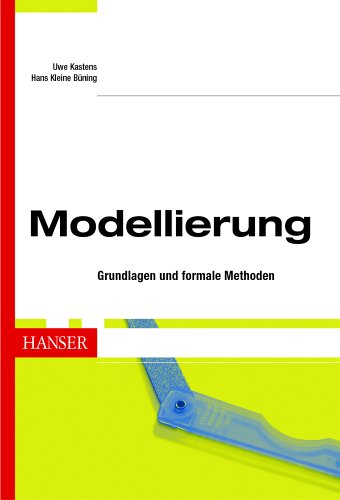 Uwe Kastens
Hans Kleine Büning
Modellierung
Grundlagen und formale Methoden
HANSER